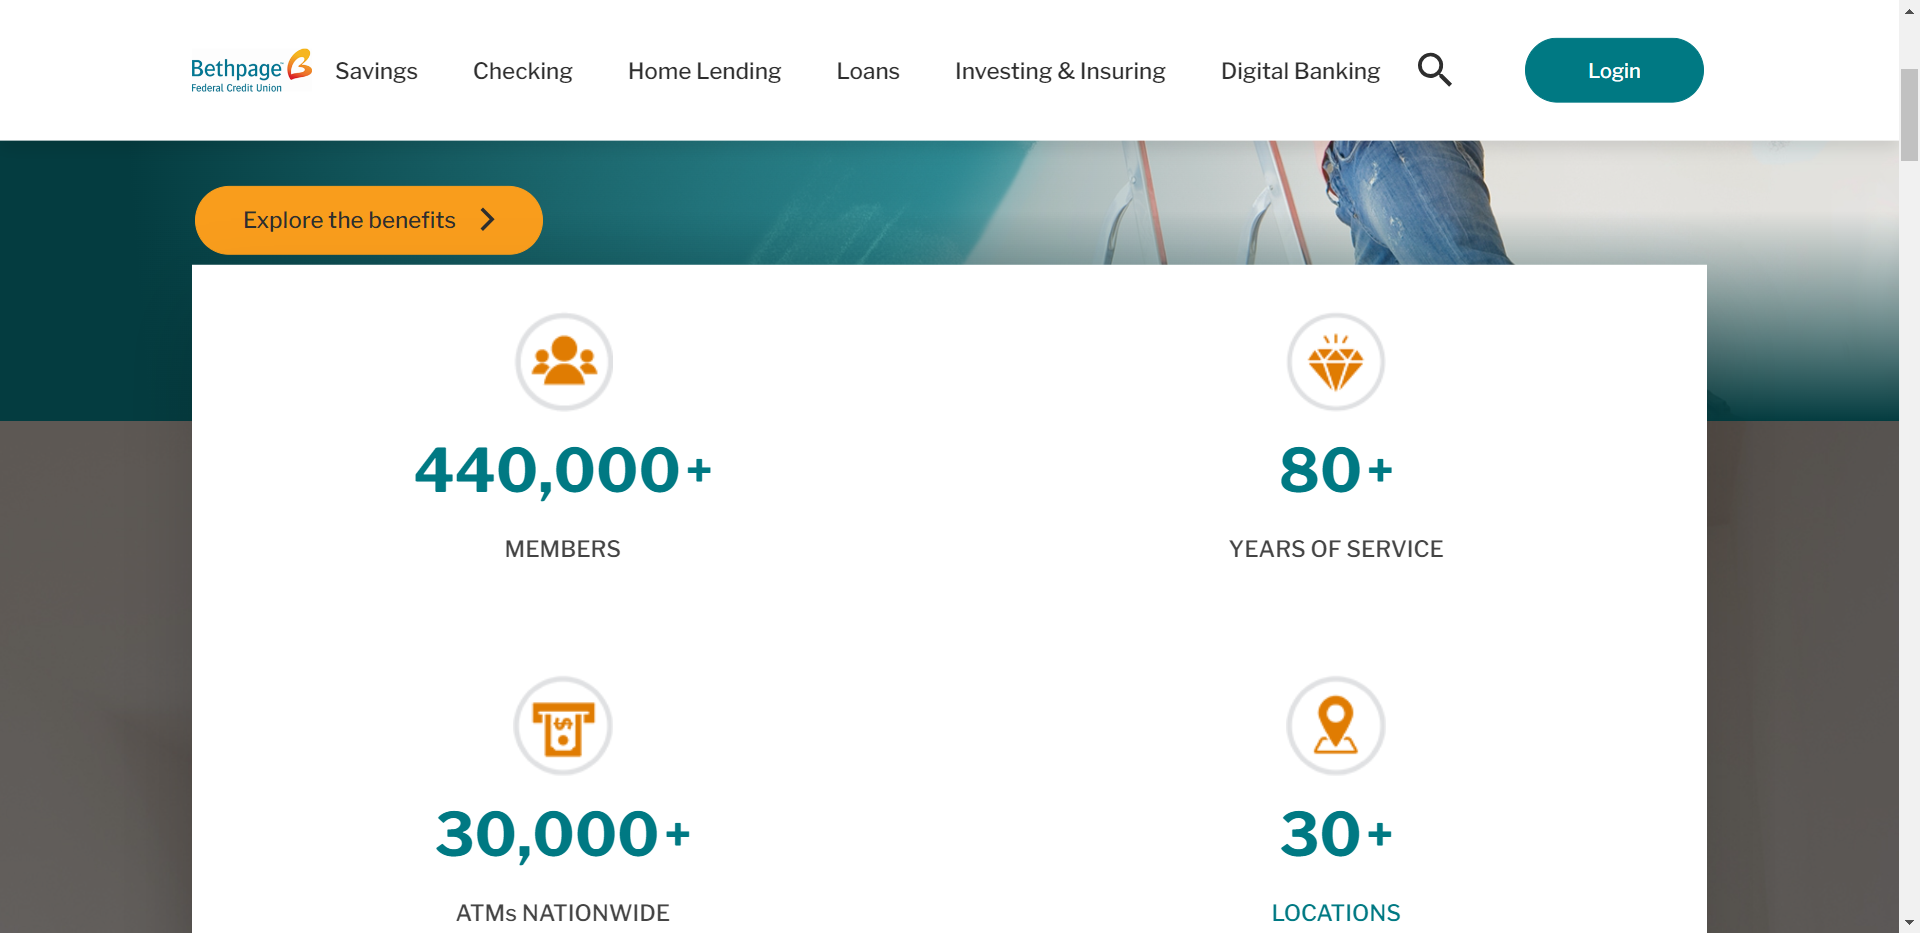 Bethpage
Federal Credit Union
Savings
Checking
Home Lending
Loans
Investing & Insuring
Digital Banking
Login
Explore the benefits
440,000+
MEMBERS
80+
YEARS OF SERVICE
30,000+
ATMs NATIONWIDE
30+
LOCATIONS